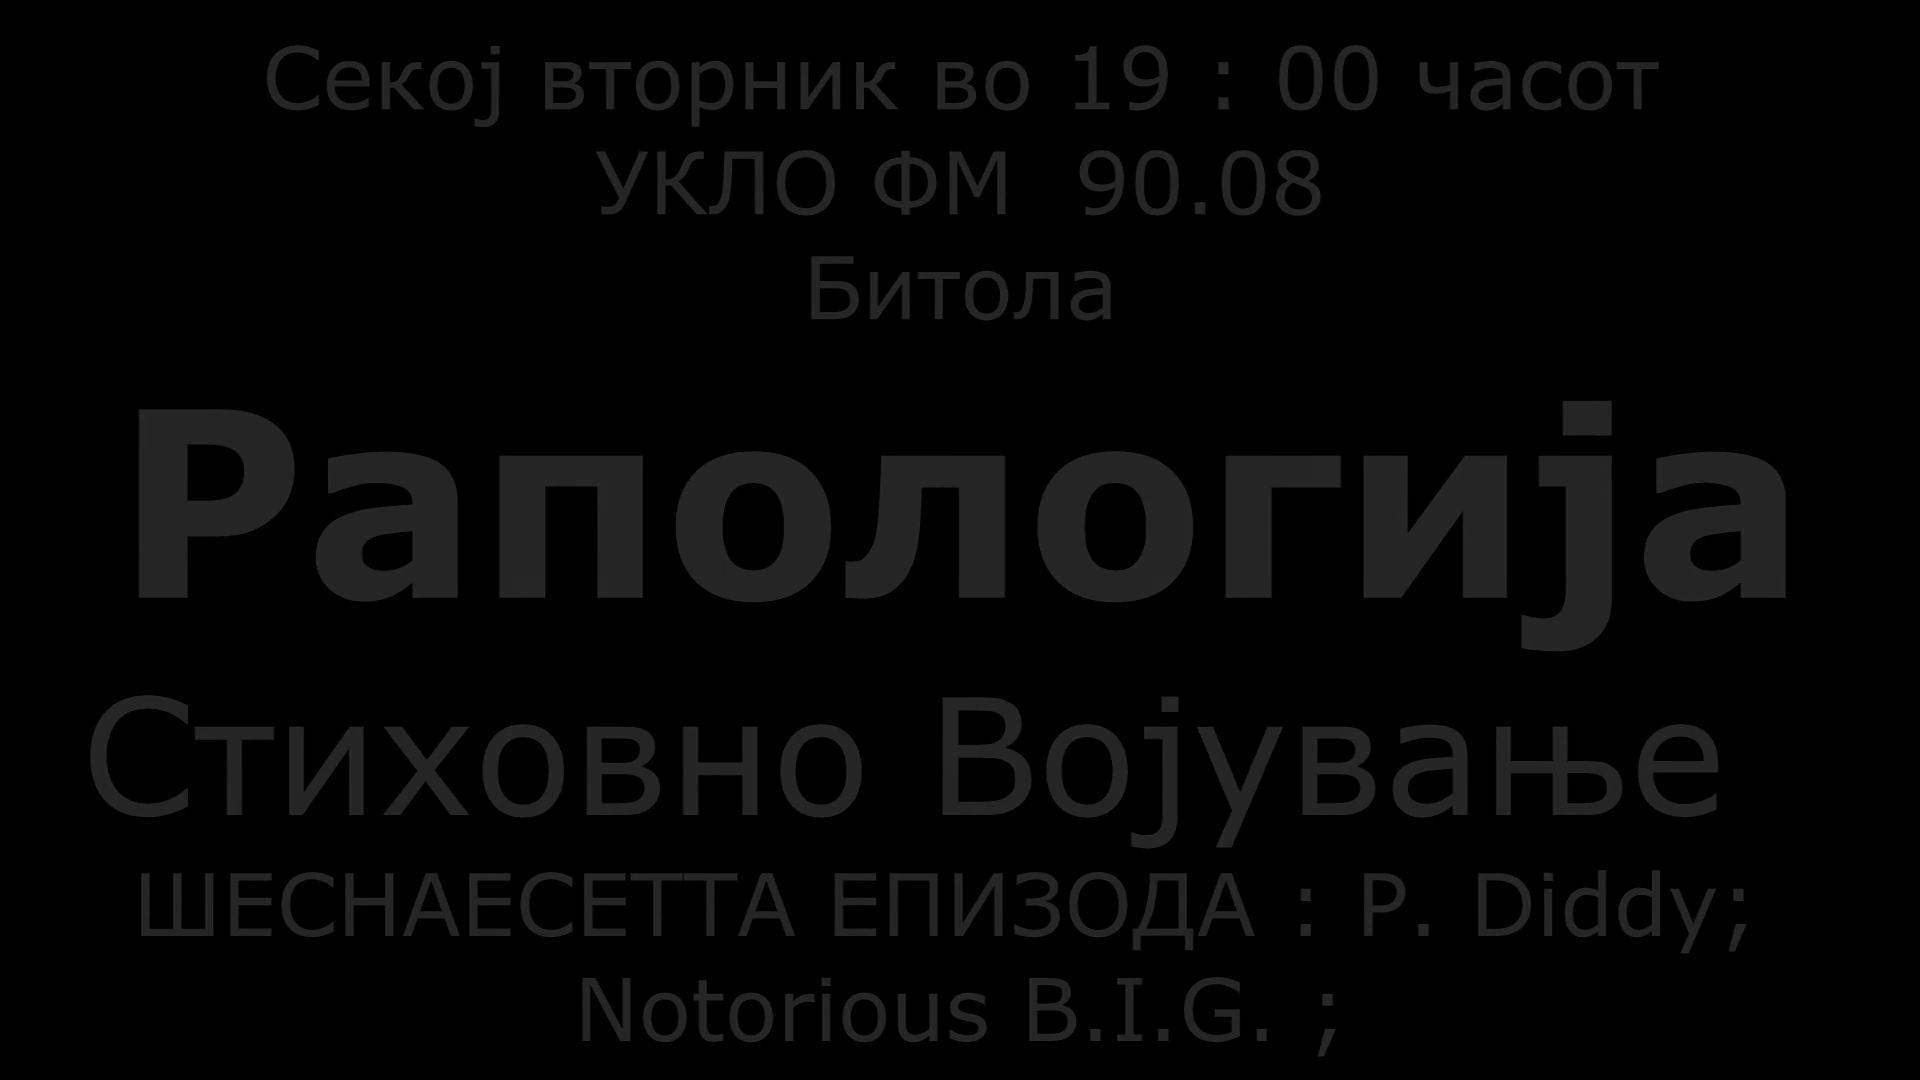 Секој вторник во 19 : 00 часот
УКЛО ФМ  90.08
Битола
Рапологија
Стиховно Војување
ШЕСНАЕСЕТТА ЕПИЗОДА : P. Diddy;
Notorious B.I.G. ;